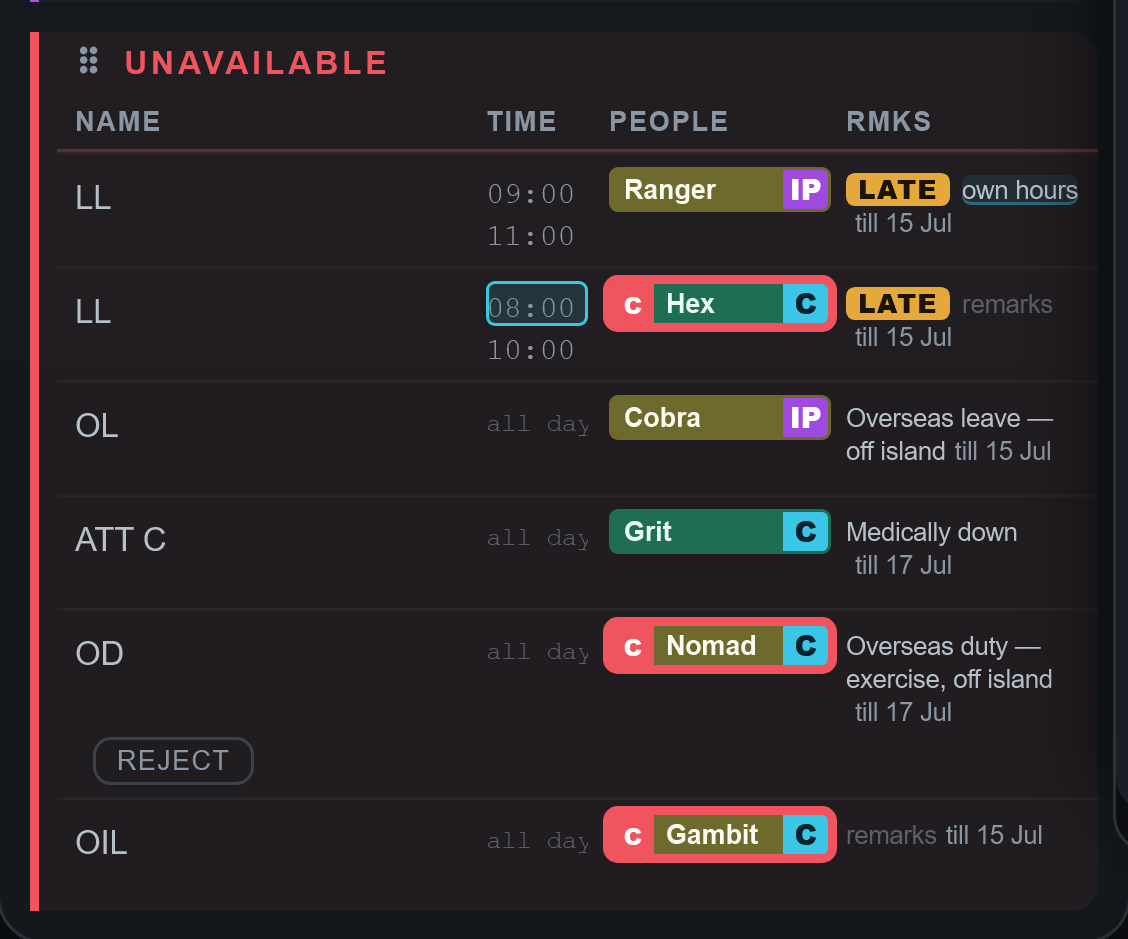 UNAVAILABLE
NAME TIME PEOPLE RMKS
LL 09:00 Ranger IP LATE own hours
11:00 till 15 Jul
LL 08:00 c Hex C LATE remarks
10:00 till 15 Jul
OL all day Cobra IP Overseas leave —
off island till 15 Jul
ATT C all day Grit C Medically down
till 17 Jul
OD all day c Nomad C Overseas duty —
exercise, off island
till 17 Jul
REJECT
OIL all day c Gambit C remarks till 15 Jul